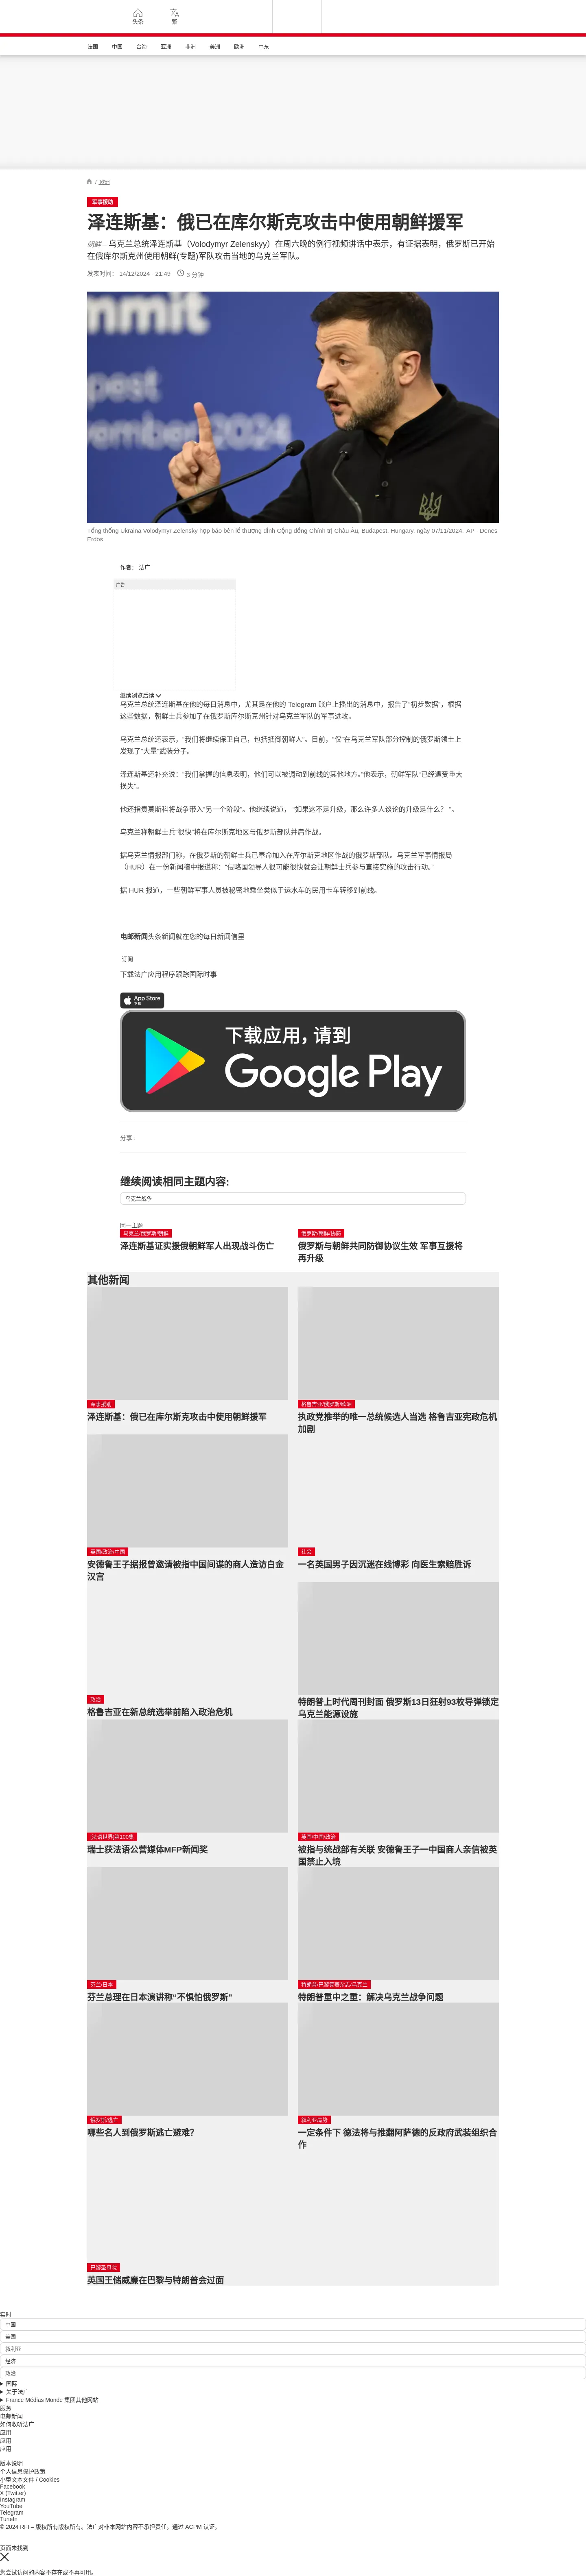 头条
繁
法国
中国
台海
亚洲
非洲
美洲
欧洲
中东
/ 亚洲
军事援助
泽连斯基：俄已在库尔斯克攻击中使用朝鲜援军
朝鲜 – 乌克兰总统泽连斯基（Volodymyr Zelenskyy）在周六晚的例行视频讲话中表示，有证据表明，俄罗斯已开始
在俄库尔斯克州使用朝鲜(专题)军队攻击当地的乌克兰军队。
发表时间： 14/12/2024 - 21:49
3 分钟
mmit
post
vember2024
Tổng thống Ukraina Volodymyr Zelensky họp báo bên lề thượng đỉnh Cộng đồng Chính trị Châu Âu, Budapest, Hungary, ngày 07/11/2024. AP - Denes
Erdos
作者： 法广
广告
继续浏览后续
乌克兰总统泽连斯基在他的每日消息中，尤其是在他的 Telegram 账户上播出的消息中，报告了“初步数据”，根据
这些数据，朝鲜士兵参加了在俄罗斯库尔斯克州针对乌克兰军队的军事进攻。
乌克兰总统还表示，“我们将继续保卫自己，包括抵御朝鲜人”。目前，“仅”在乌克兰军队部分控制的俄罗斯领土上
发现了“大量”武装分子。
泽连斯基还补充说：“我们掌握的信息表明，他们可以被调动到前线的其他地方。”他表示，朝鲜军队“已经遭受重大
损失”。
他还指责莫斯科将战争带入“另一个阶段”。他继续说道， “如果这不是升级，那么许多人谈论的升级是什么？ ”。
乌克兰称朝鲜士兵“很快”将在库尔斯克地区与俄罗斯部队并肩作战。
据乌克兰情报部门称，在俄罗斯的朝鲜士兵已奉命加入在库尔斯克地区作战的俄罗斯部队。乌克兰军事情报局
（HUR）在一份新闻稿中报道称：“侵略国领导人很可能很快就会让朝鲜士兵参与直接实施的攻击行动。”
据 HUR 报道，一些朝鲜军事人员被秘密地乘坐类似于运水车的民用卡车转移到前线。
电邮新闻头条新闻就在您的每日新闻信里
订阅
下载法广应用程序跟踪国际时事
App Store
下载
下载应用，请到
Google Play
分享 :
继续阅读相同主题内容:
乌克兰战争
同一主题
乌克兰/俄罗斯/朝鲜
泽连斯基证实援俄朝鲜军人出现战斗伤亡
俄罗斯/朝鲜/协防
俄罗斯与朝鲜共同防御协议生效 军事互援将
再升级
其他新闻
军事援助
泽连斯基：俄已在库尔斯克攻击中使用朝鲜援军
格鲁吉亚/俄罗斯/欧洲
执政党推举的唯一总统候选人当选 格鲁吉亚宪政危机
加剧
英国/政治/中国
安德鲁王子据报曾邀请被指中国间谍的商人造访白金
汉宫
社会
一名英国男子因沉迷在线博彩 向医生索赔胜诉
政治
格鲁吉亚在新总统选举前陷入政治危机
特朗普上时代周刊封面 俄罗斯13日狂射93枚导弹锁定
乌克兰能源设施
[法语世界]第100集
瑞士获法语公营媒体MFP新闻奖
英国/中国/政治
被指与统战部有关联 安德鲁王子一中国商人亲信被英
国禁止入境
芬兰/日本
芬兰总理在日本演讲称“不惧怕俄罗斯”
特朗普/巴黎竞赛杂志/乌克兰
特朗普重中之重：解决乌克兰战争问题
俄罗斯/逃亡
哪些名人到俄罗斯逃亡避难？
叙利亚局势
一定条件下 德法将与推翻阿萨德的反政府武装组织合
作
巴黎圣母院
英国王储威廉在巴黎与特朗普会过面
实时
中国
美国
叙利亚
经济
政治
国际
关于法广
France Médias Monde 集团其他网站
服务
电邮新闻
如何收听法广
应用
应用
应用
版本说明
个人信息保护政策
小型文本文件 / Cookies
Facebook
X (Twitter)
Instagram
YouTube
Telegram
TuneIn
© 2024 RFI – 版权所有版权所有。法广对非本网站内容不承担责任。通过 ACPM 认证。
页面未找到
您尝试访问的内容不存在或不再可用。